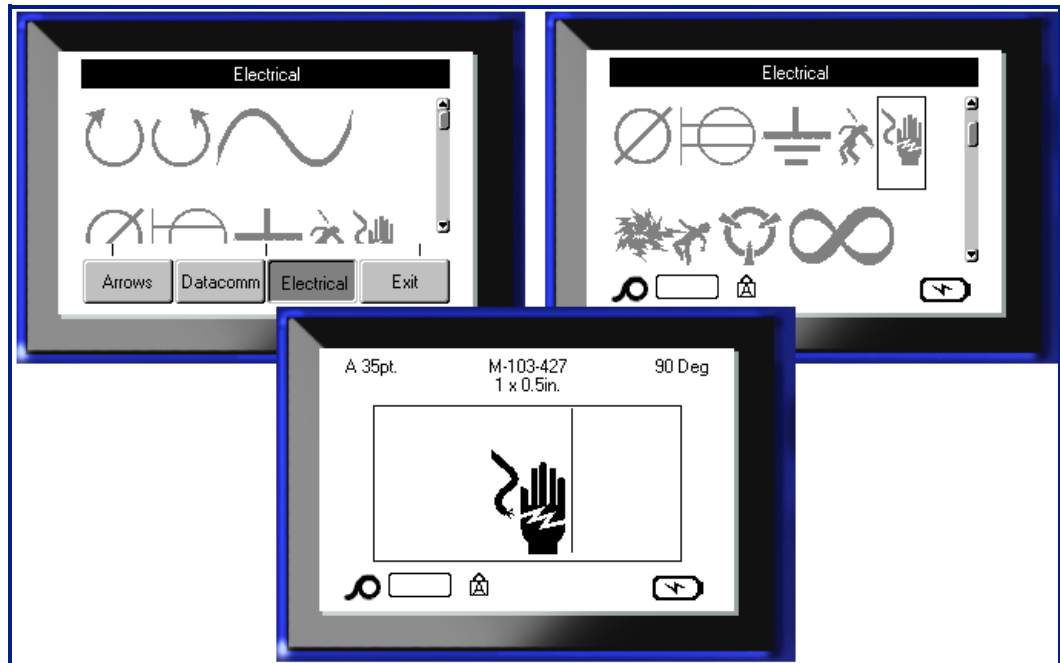 Electrical
Arrows Datacomm Electrical Exit
Electrical
A
A 35pt. M-103-427 90 Deg
1 x 0.5in.
A